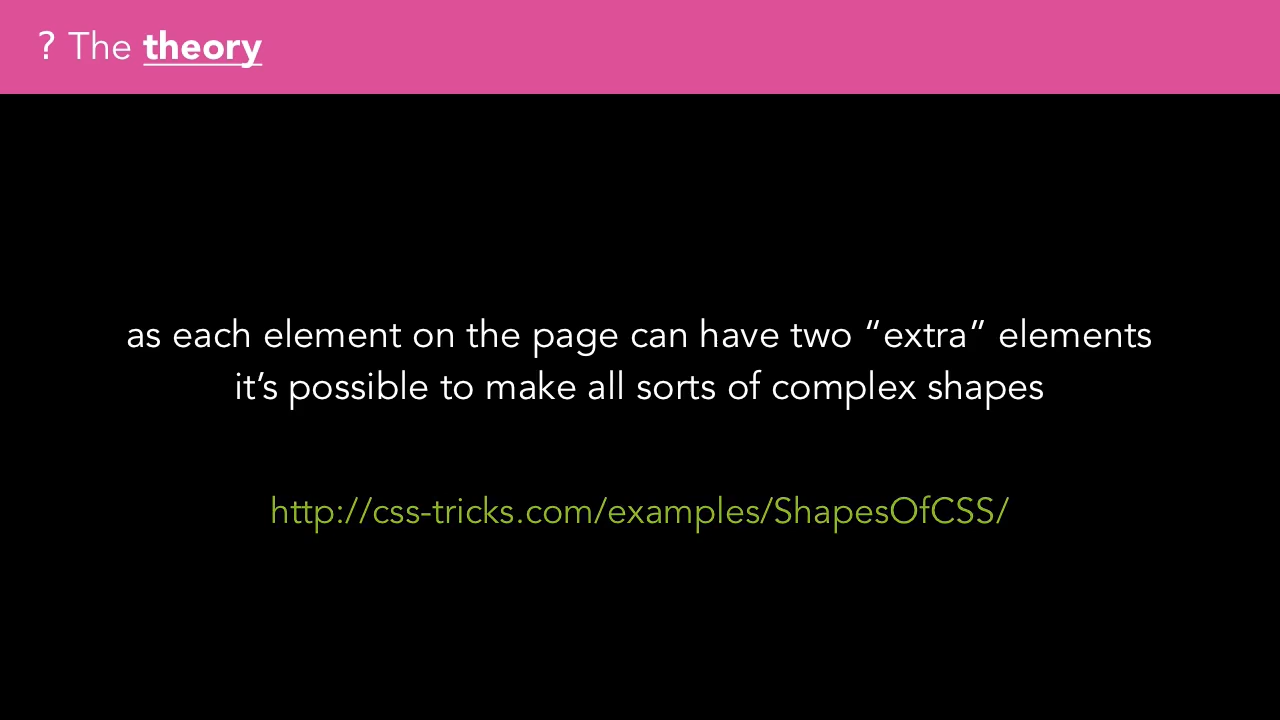 ? The theory
as each element on the page can have two “extra” elements
it’s possible to make all sorts of complex shapes
http://css-tricks.com/examples/ShapesOfCSS/